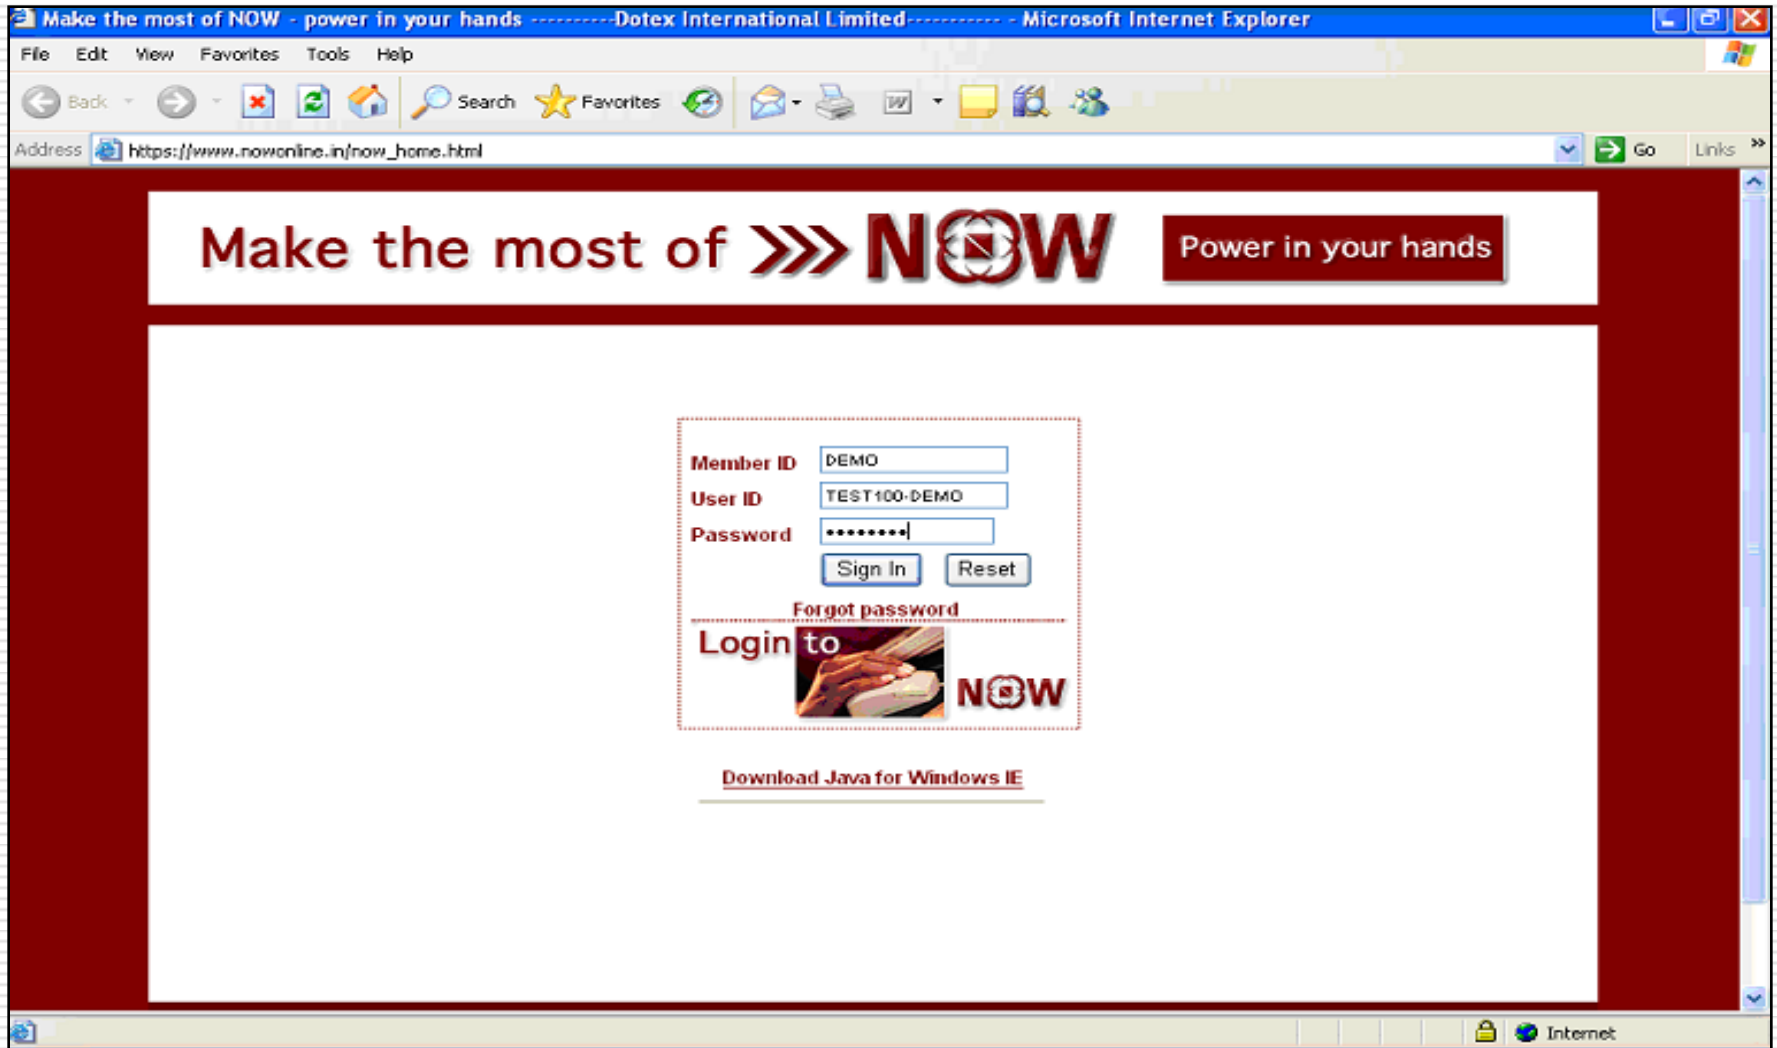 Make the most of NOW - power in your hands ----------Dotex International Limited----------- - Microsoft Internet Explorer
File Edit View Favorites Tools Help
Back Search Favorites
Address https://www.nowonline.in/now_home.html Go Links »
Make the most of >>> NOW Power in your hands
Member ID DEMO
User ID TEST100-DEMO
Password ••••••••
Sign In Reset
Forgot password
Login to
NOW
Download Java for Windows IE
Internet